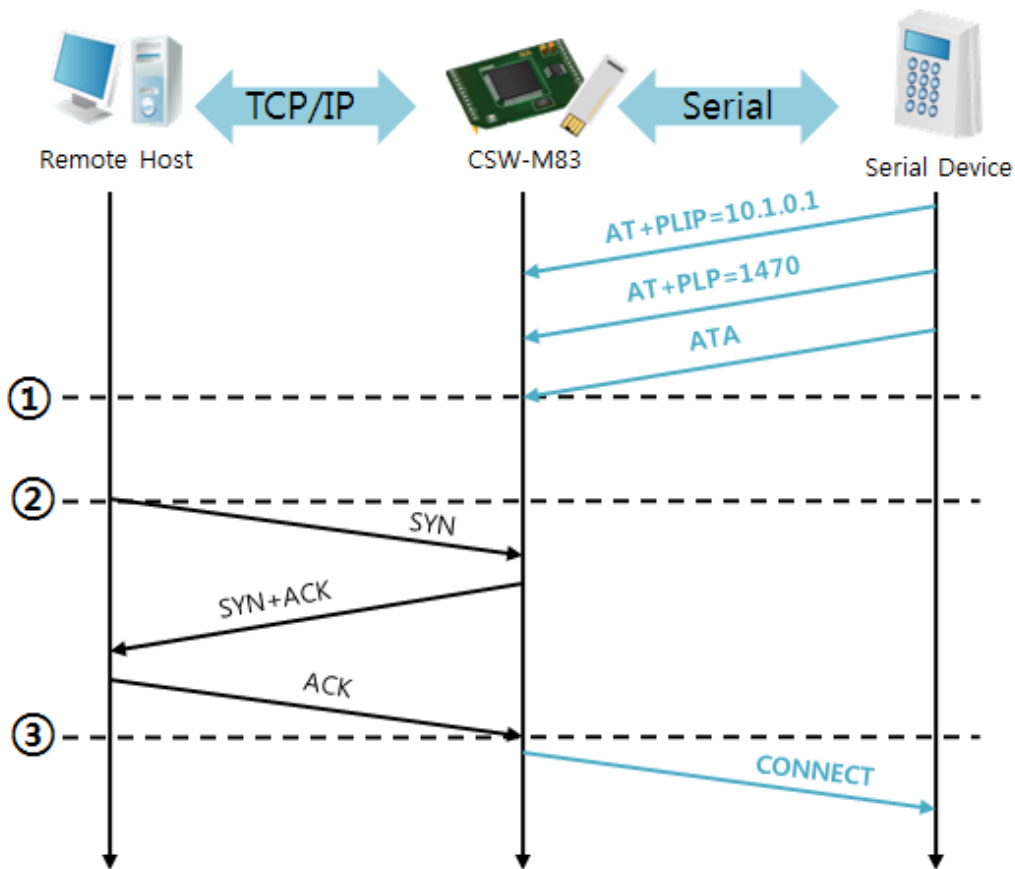 TCP/IP
Serial
Remote Host
CSW-M83
Serial Device
AT+PLIP=10.1.0.1
AT+PLP=1470
ATA
①
②
SYN
SYN+ACK
ACK
③
CONNECT